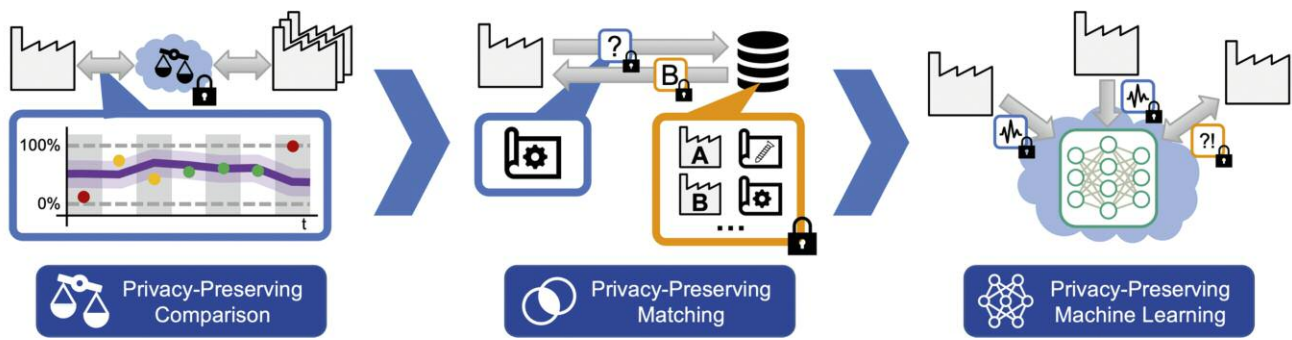 100%
0%
t
?
B
A
B
...
?!
Privacy-Preserving
Comparison
Privacy-Preserving
Matching
Privacy-Preserving
Machine Learning